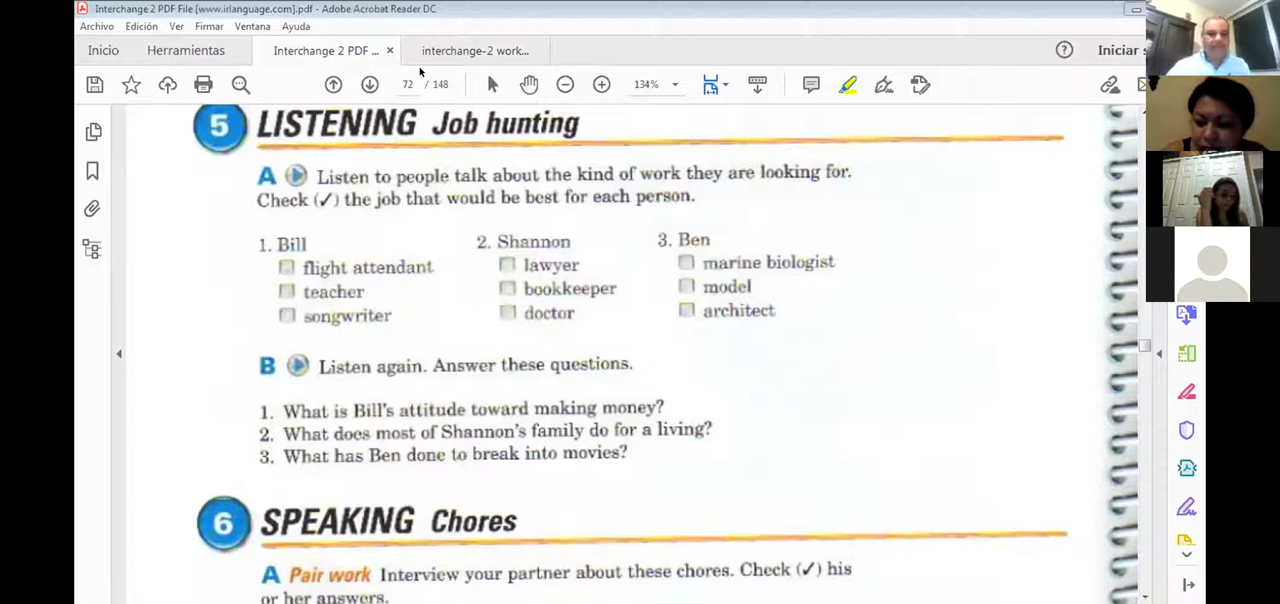 Interchange 2 PDF File [www.irlanguage.com].pdf - Adobe Acrobat Reader DC
Archivo Edición Ver Firmar Ventana Ayuda
Inicio Herramientas Interchange 2 PDF ... × interchange-2 work... ? Iniciar s
72 / 148 134%
5 LISTENING Job hunting
A Listen to people talk about the kind of work they are looking for.
Check (✓) the job that would be best for each person.
1. Bill 2. Shannon 3. Ben
flight attendant lawyer marine biologist
teacher bookkeeper model
songwriter doctor architect
B Listen again. Answer these questions.
1. What is Bill's attitude toward making money?
2. What does most of Shannon's family do for a living?
3. What has Ben done to break into movies?
6 SPEAKING Chores
A Pair work Interview your partner about these chores. Check (✓) his
or her answers.